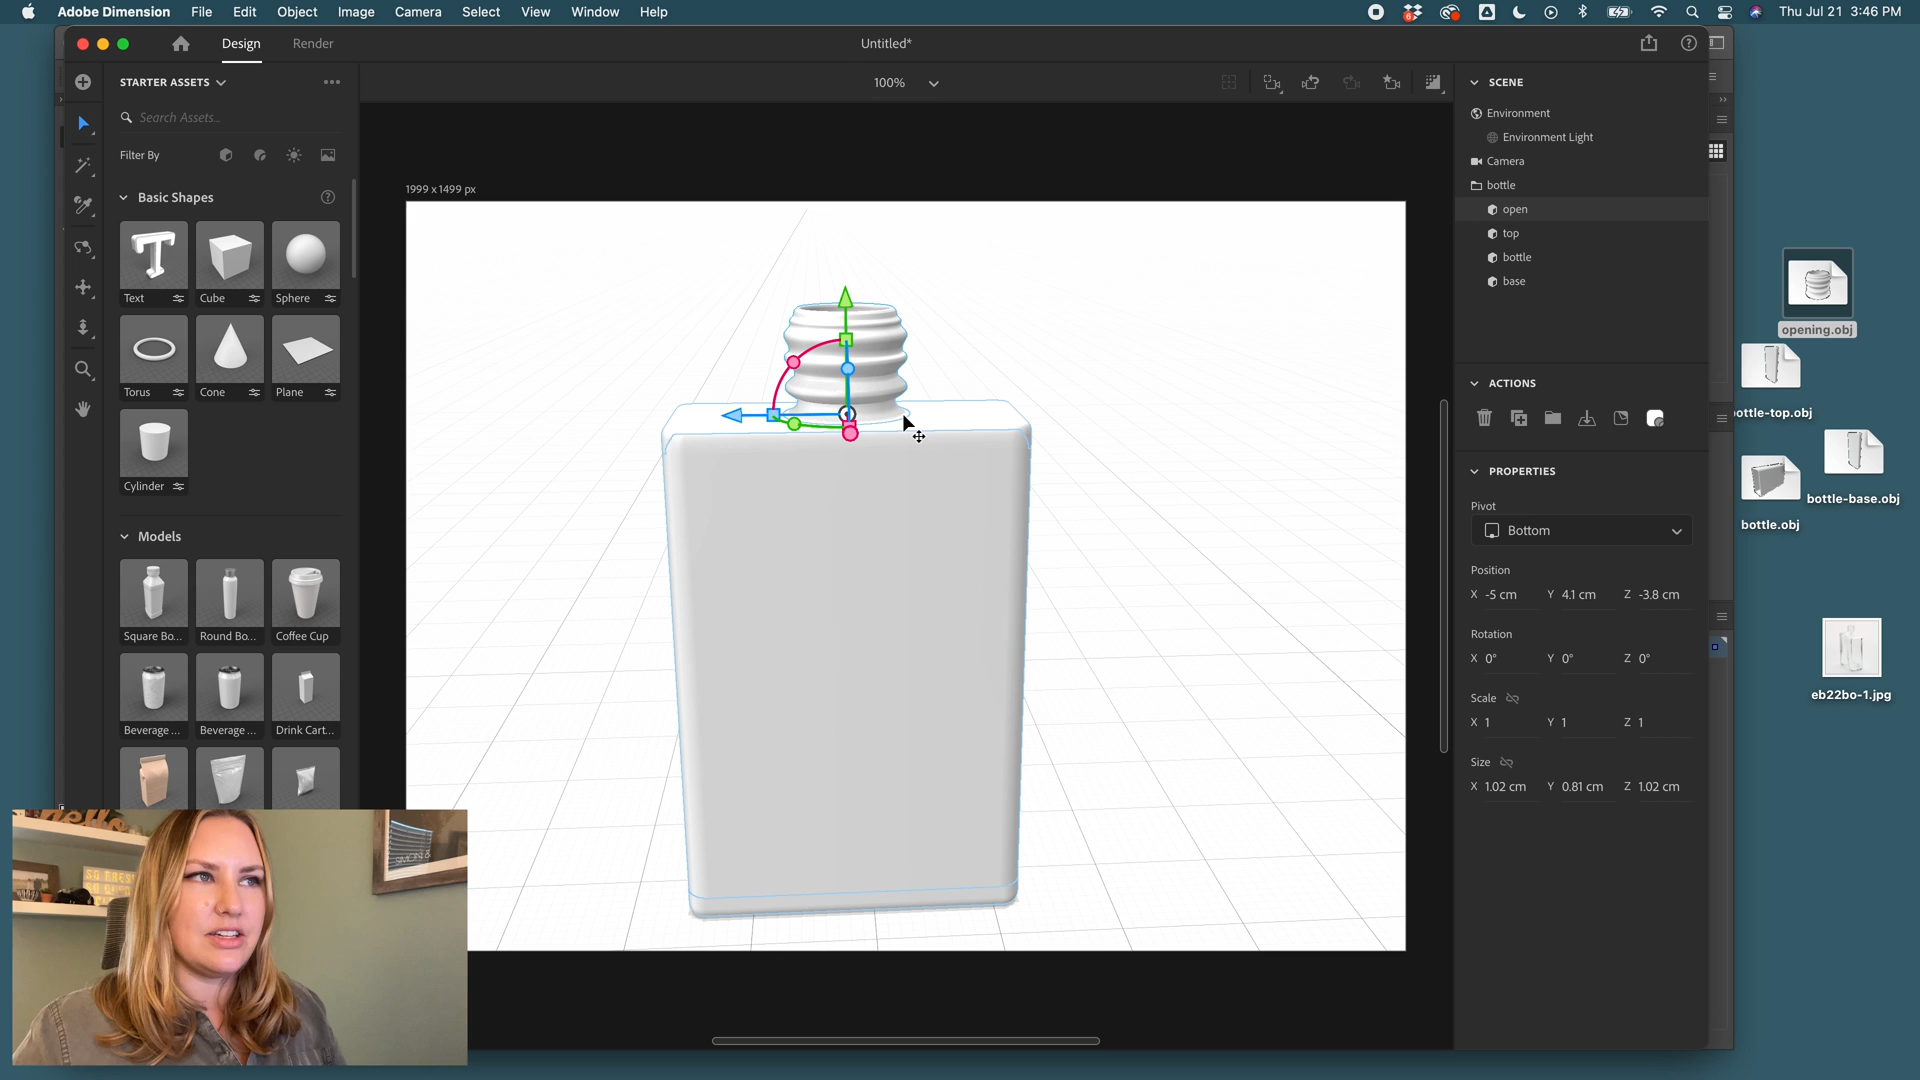 Adobe Dimension File Edit Object Image Camera Select View Window Help Thu Jul 21 3:46 PM
Design Render Untitled*
STARTER ASSETS 100%
Search Assets...
Filter By
Basic Shapes
Text Cube Sphere
Torus Cone Plane
Cylinder
Models
Square Bo... Round Bo... Coffee Cup
Beverage ... Beverage ... Drink Cart...
1999 x 1499 px
SCENE
Environment
Environment Light
Camera
bottle
open
top
bottle
base
ACTIONS
PROPERTIES
Pivot
Bottom
Position
X -5 cm Y 4.1 cm Z -3.8 cm
Rotation
X 0° Y 0° Z 0°
Scale
X 1 Y 1 Z 1
Size
X 1.02 cm Y 0.81 cm Z 1.02 cm
opening.obj
ottle-top.obj
bottle-base.obj
bottle.obj
eb22bo-1.jpg
hello